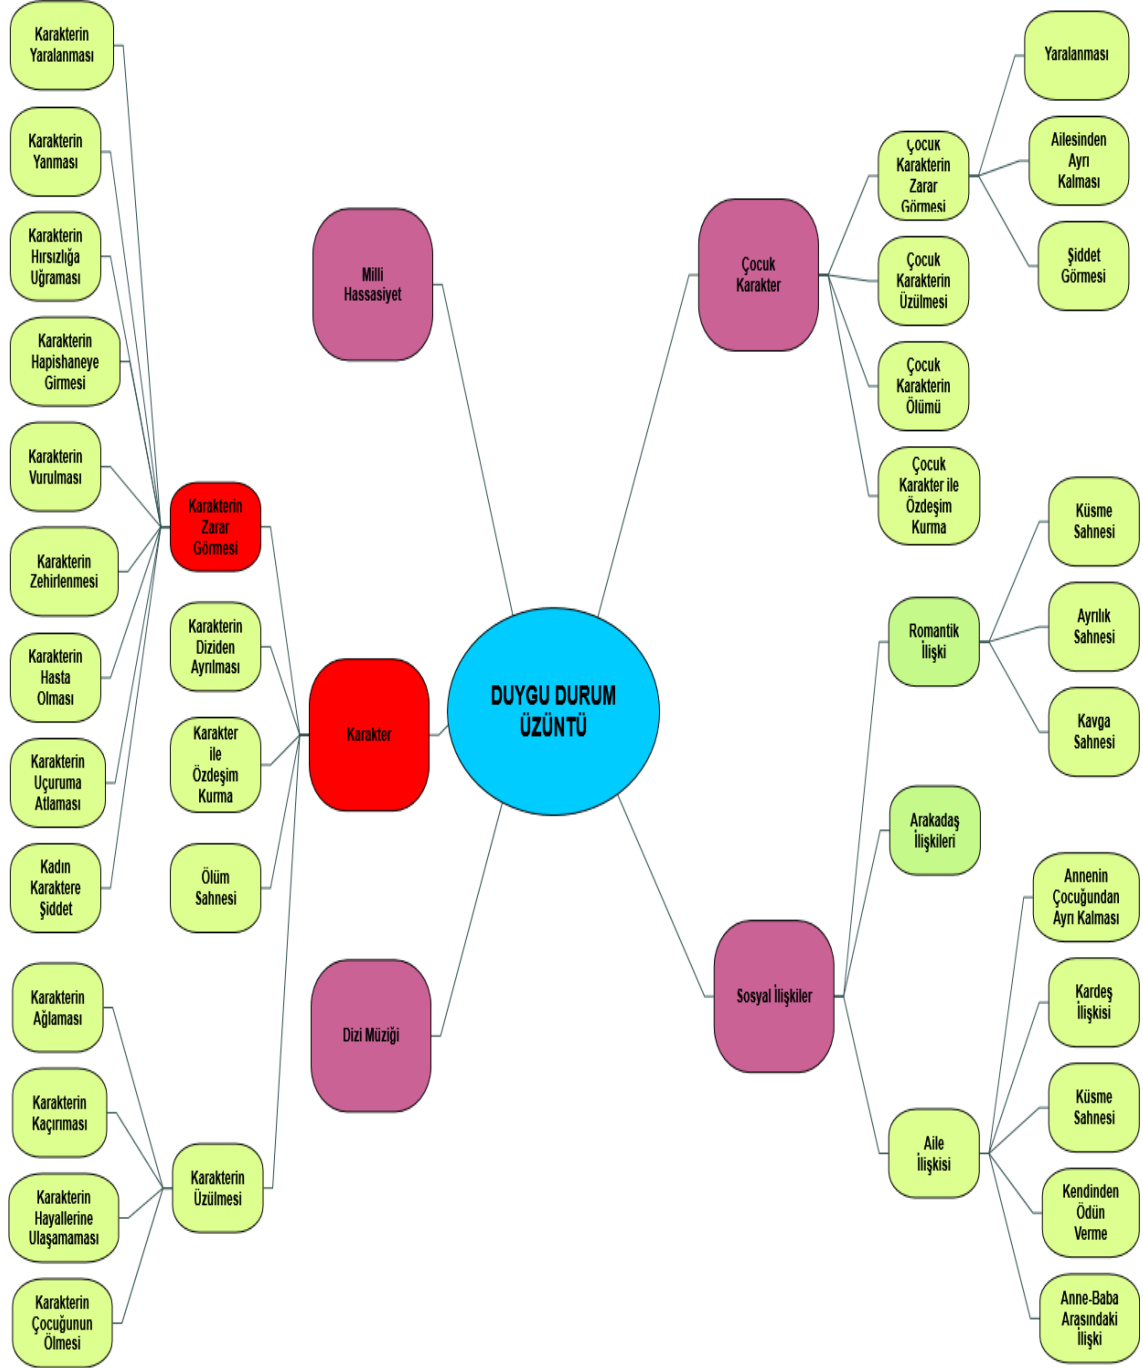 Karakterin
Yaralanması
Karakterin
Yanması
Karakterin
Hırsızlığa
Uğraması
Karakterin
Hapishaneye
Girmesi
Karakterin
Vurulması
Karakterin
Zehirlenmesi
Karakterin
Hasta
Olması
Karakterin
Uçuruma
Atlaması
Kadın
Karaktere
Şiddet
Karakterin
Ağlaması
Karakterin
Kaçırıması
Karakterin
Hayallerine
Ulaşamaması
Karakterin
Çocuğunun
Ölmesi
Karakterin
Zarar
Görmesi
Karakterin
Diziden
Ayrılması
Karakter
ile
Özdeşim
Kurma
Ölüm
Sahnesi
Karakterin
Üzülmesi
Milli
Hassasiyet
Karakter
Dizi Müziği
DUYGU DURUM
ÜZÜNTÜ
Çocuk
Karakter
Sosyal İlişkiler
Çocuk
Karakterin
Zarar
Görmesi
Çocuk
Karakterin
Üzülmesi
Çocuk
Karakterin
Ölümü
Çocuk
Karakter ile
Özdeşim
Kurma
Romantik
İlişki
Arakadaş
İlişkileri
Aile
İlişkisi
Yaralanması
Ailesinden
Ayrı
Kalması
Şiddet
Görmesi
Küsme
Sahnesi
Ayrılık
Sahnesi
Kavga
Sahnesi
Annenin
Çocuğundan
Ayrı Kalması
Kardeş
İlişkisi
Küsme
Sahnesi
Kendinden
Ödün
Verme
Anne-Baba
Arasındaki
İlişki